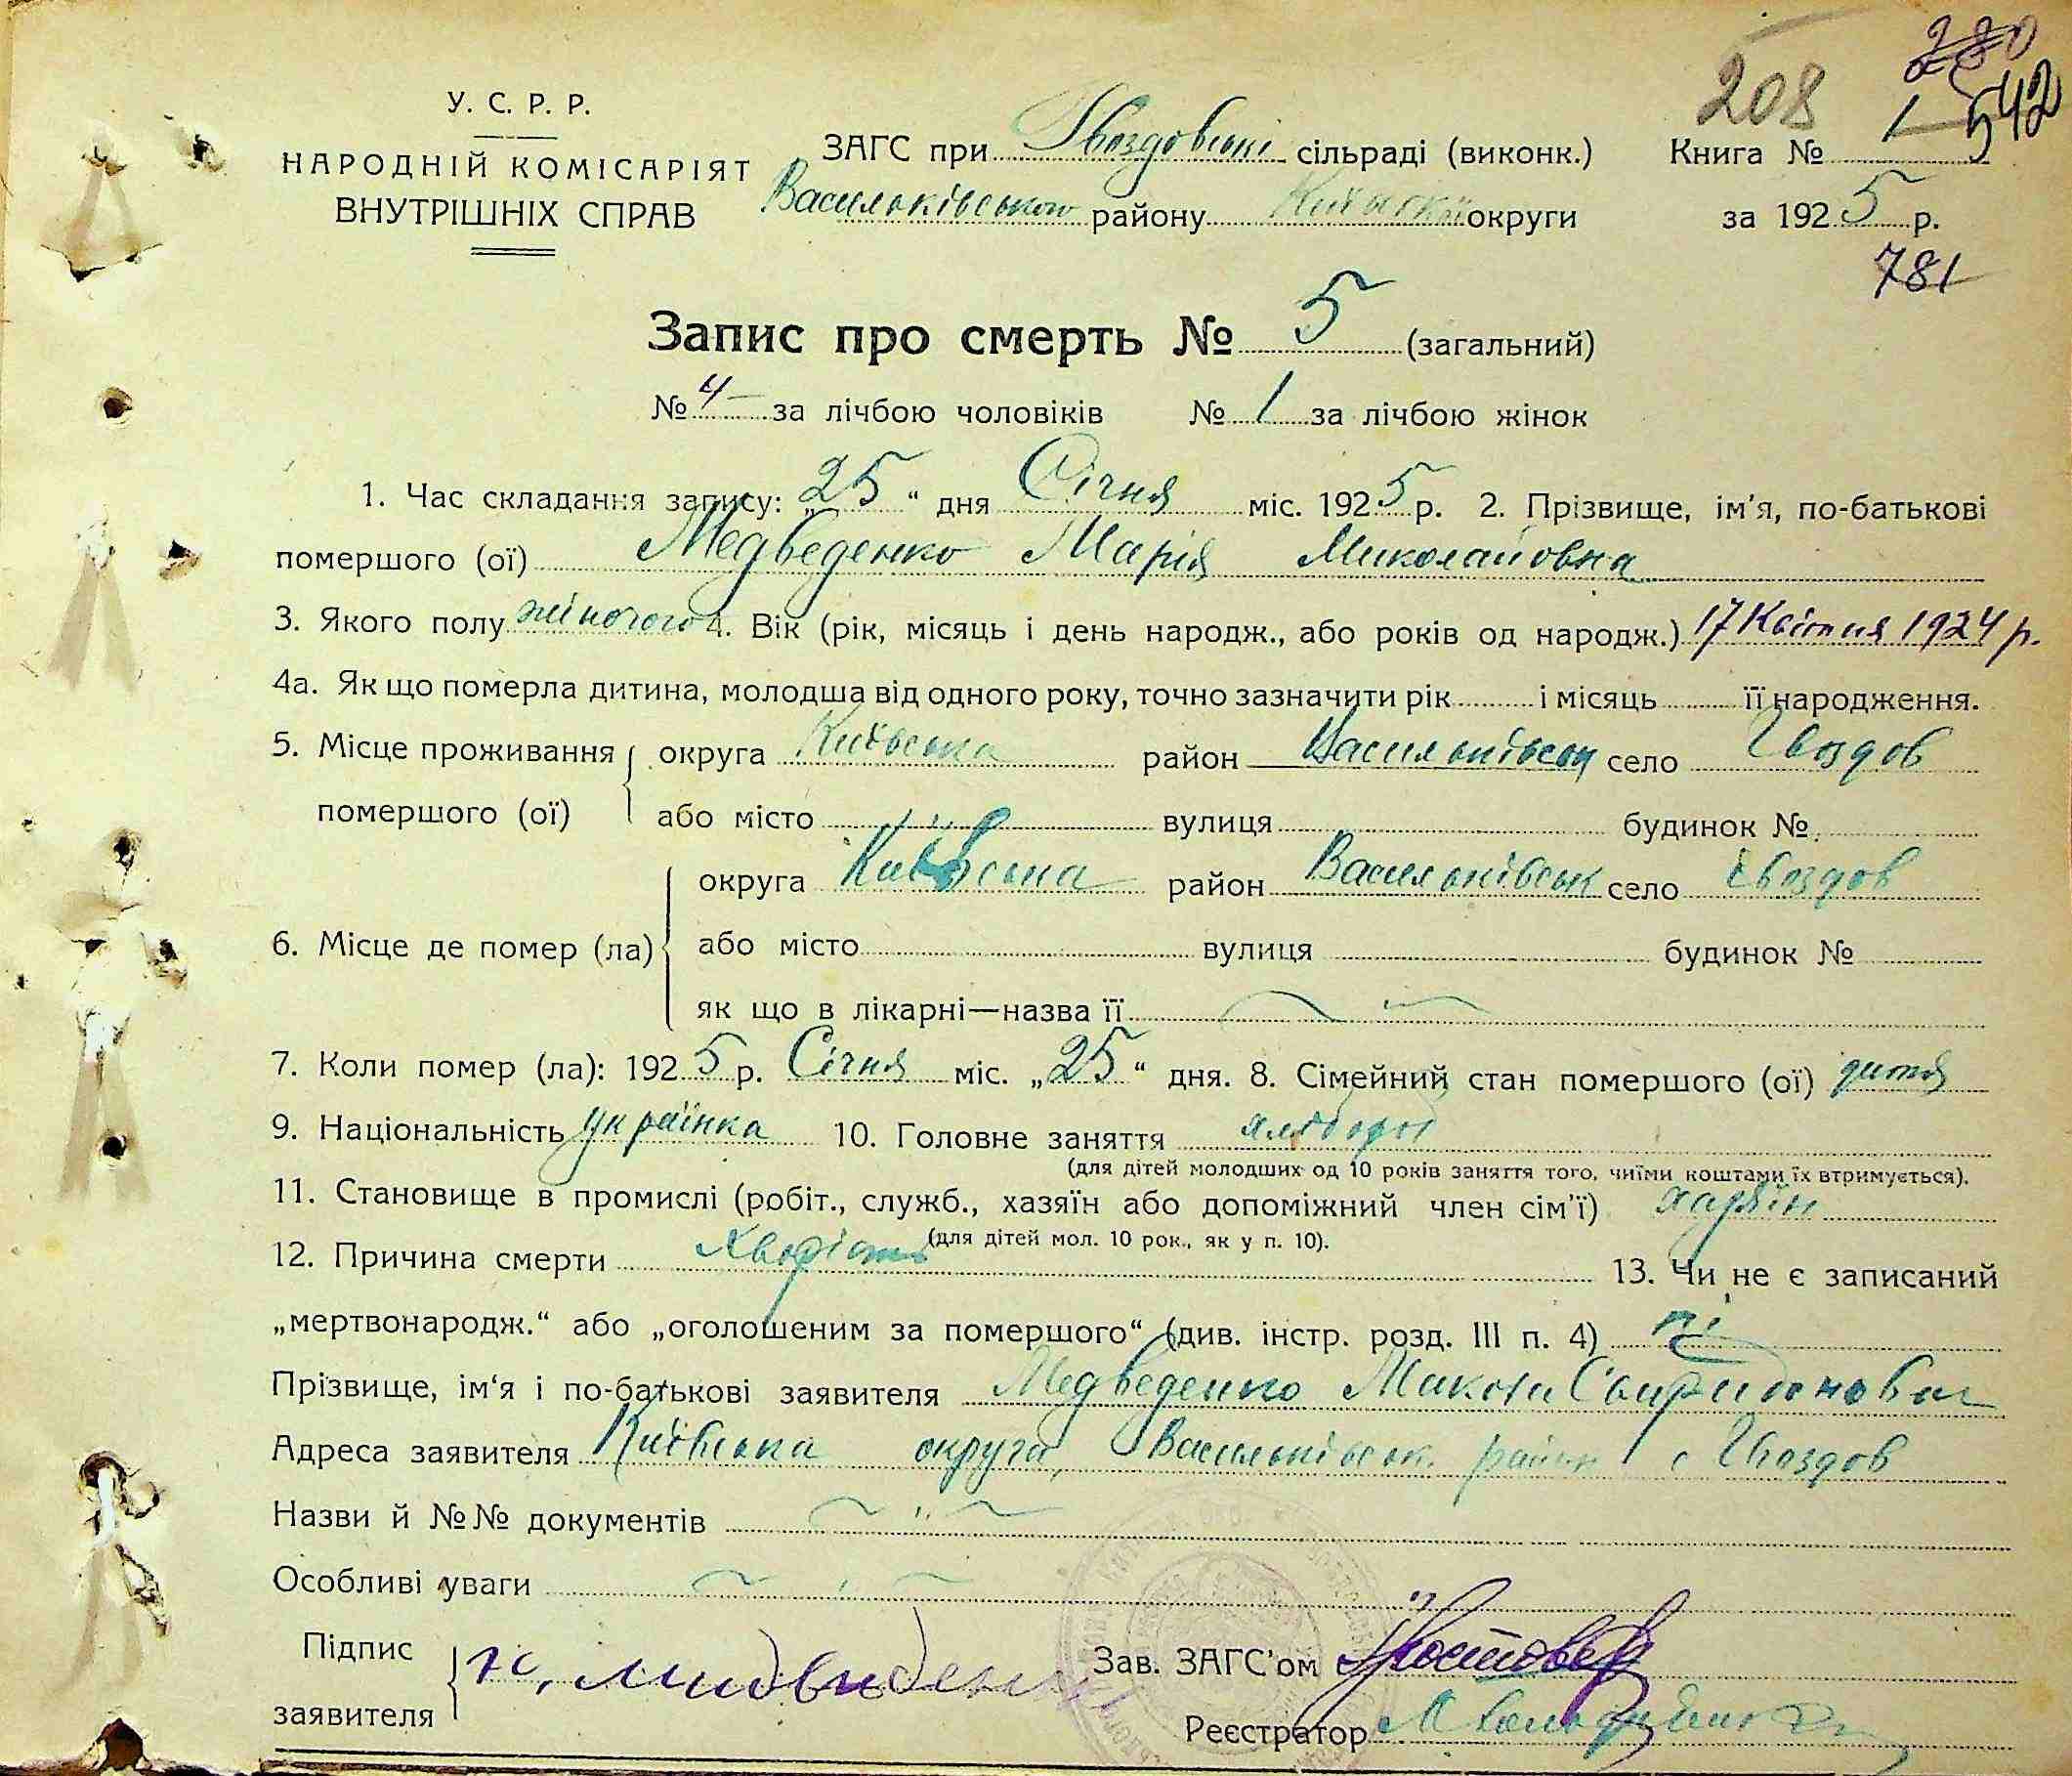 280
208 542
У. С. Р. Р.
НАРОДНІЙ КОМІСАРІЯТ
ВНУТРІШНІХ СПРАВ
ЗАГС при Гвоздовські сільраді (виконк.) Книга № 1
Васильківського району Київської округи за 1925 р.
781
Запис про смерть № 5 (загальний)
№ 4 за лічбою чоловіків № 1 за лічбою жінок
1. Час складання запису: „25“ дня Січня міс. 1925 р. 2. Прізвище, ім'я, по-батькові
помершого (ої) Медведенко Марія Миколайовна
3. Якого полу жіночого 4. Вік (рік, місяць і день народж., або років од народж.) 17 Квітня 1924 р.
4а. Як що померла дитина, молодша від одного року, точно зазначити рік і місяць її народження.
5. Місце проживання округа Київська район Васильківськ село Гвоздов
помершого (ої) або місто вулиця будинок №
округа Київська район Васильківськ село Гвоздов
6. Місце де помер (ла) або місто вулиця будинок №
як що в лікарні—назва її
7. Коли помер (ла): 1925 р. Січня міс. „25“ дня. 8. Сімейний стан помершого (ої) дитя
9. Національність українка 10. Головне заняття хлібороб
(для дітей молодших од 10 років заняття того, чиїми коштами їх втримується).
11. Становище в промислі (робіт., служб., хазяїн або допоміжний член сім'ї) хазяїн
(для дітей мол. 10 рок., як у п. 10).
12. Причина смерти 13. Чи не є записаний
„мертвонародж.“ або „оголошеним за помершого“ (див. інстр. розд. III п. 4) ні
Прізвище, ім'я і по-батькові заявителя Медведенко Микола Свиридонович
Адреса заявителя Київська округа, Васильківськ. район с Гвоздов
Назви й №№ документів
Особливі уваги
Підпис
заявителя
Зав. ЗАГС'ом
Реєстратор